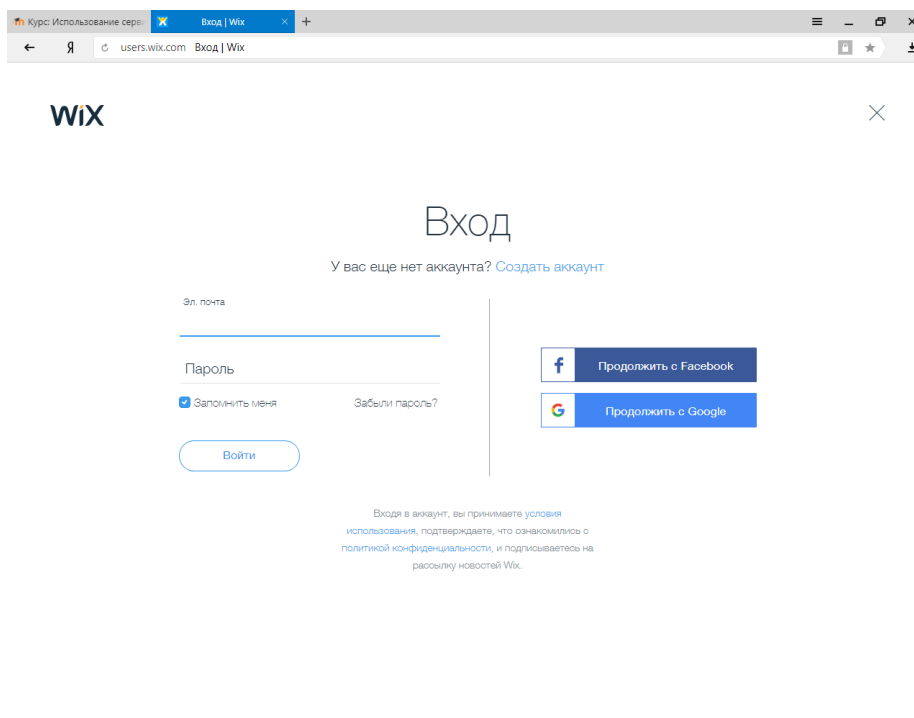 Курс: Использование серв
Вход | Wix
users.wix.com Вход | Wix
WiX
Вход
У вас еще нет аккаунта? Создать аккаунт
Эл. почта
Пароль
Запомнить меня
Забыли пароль?
Войти
Продолжить с Facebook
Продолжить с Google
Входя в аккаунт, вы принимаете условия
использования, подтверждаете, что ознакомились с
политикой конфиденциальности, и подписываетесь на
рассылку новостей Wix.